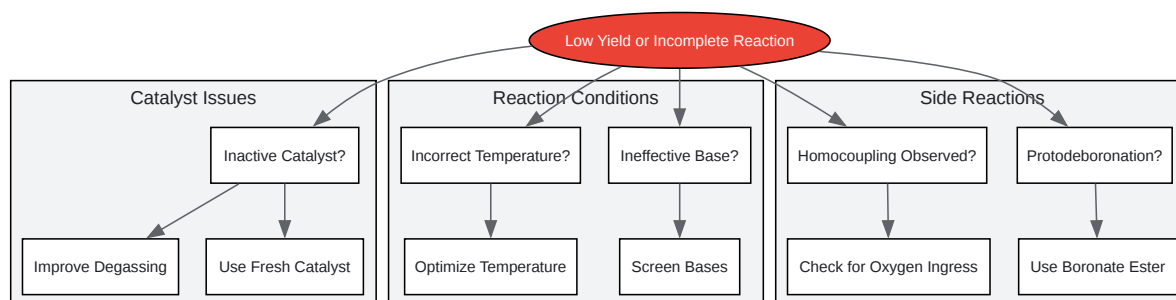 Low Yield or Incomplete Reaction
Catalyst Issues
Reaction Conditions
Side Reactions
Inactive Catalyst?
Incorrect Temperature?
Ineffective Base?
Homocoupling Observed?
Protodeboronation?
Improve Degassing
Use Fresh Catalyst
Optimize Temperature
Screen Bases
Check for Oxygen Ingress
Use Boronate Ester